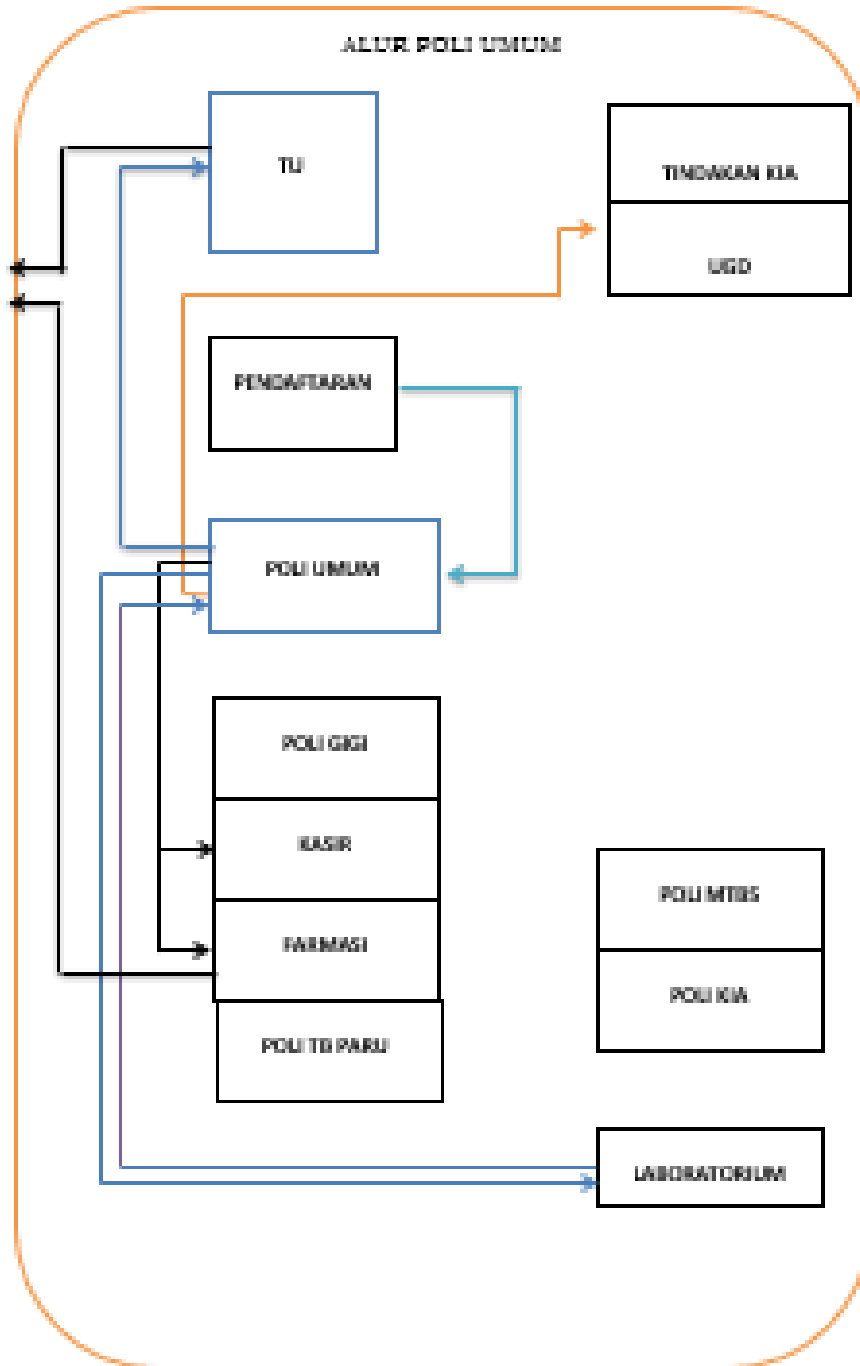 ALUR POLI UMUM
TU
TINDAKAN KIA
UGD
PENDAFTARAN
POLI UMUM
POLI GIGI
KASIR
FARMASI
POLI TB PARU
POLI MTBS
POLI KIA
LABORATORIUM